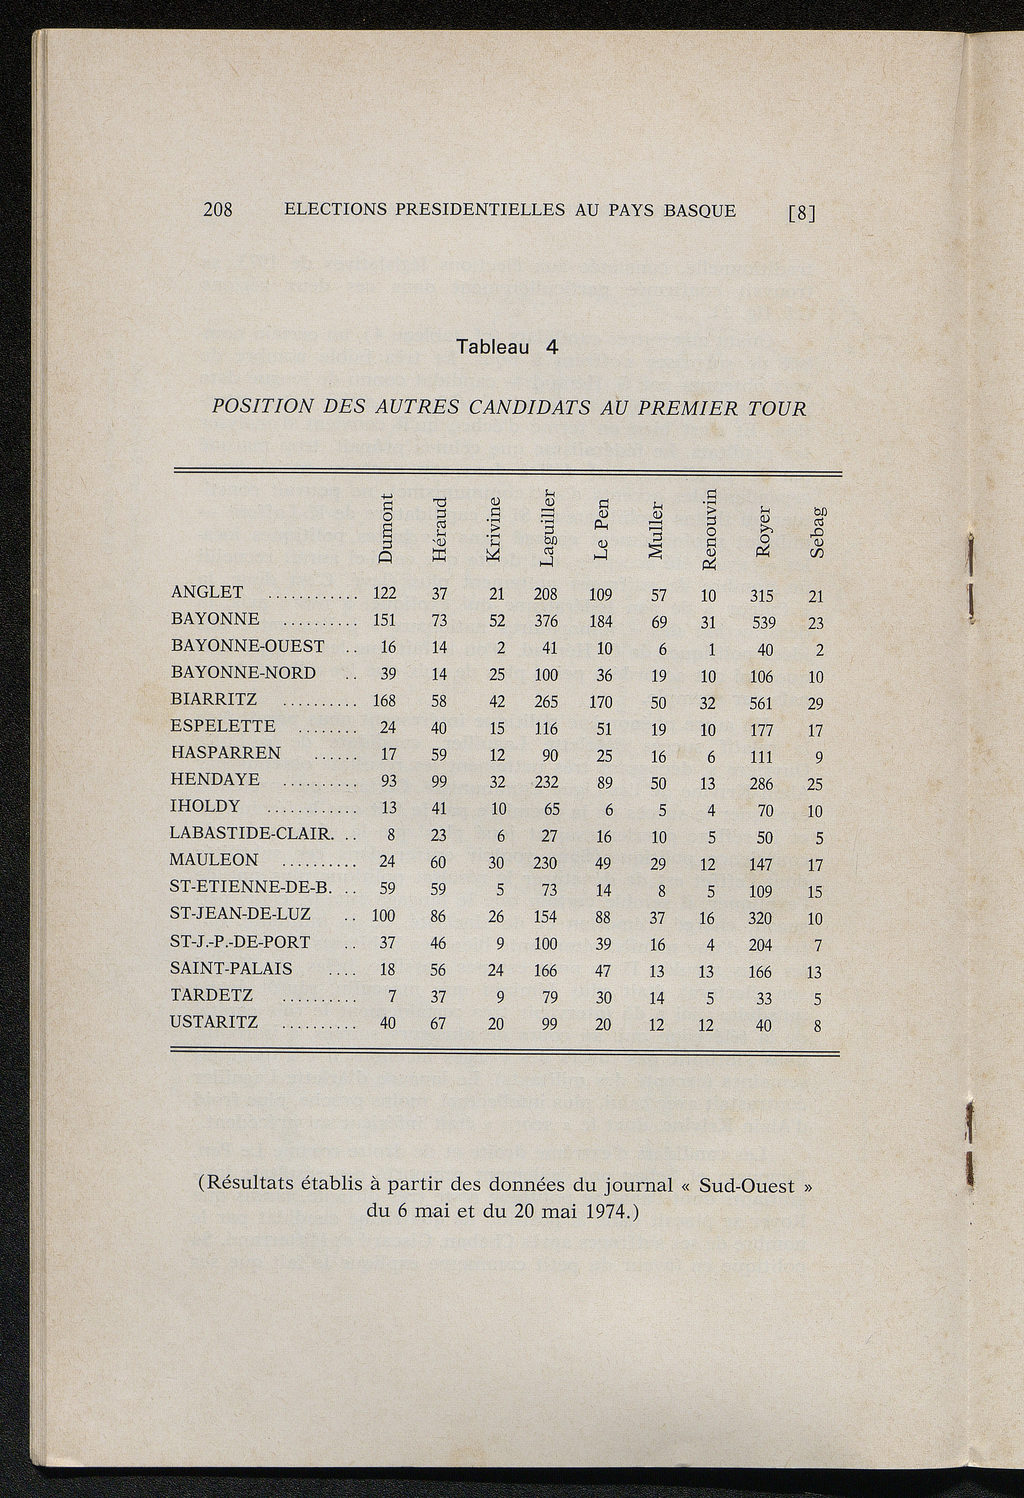 208 ELECTIONS PRESIDENTIELLES AU PAYS BASQUE [8]
Tableau 4
POSITION DES AUTRES CANDIDATS AU PREMIER TOUR
Dumont Héraud Krivine Laguiller Le Pen Muller Renouvin Royer Sebag
ANGLET ............ 122 37 21 208 109 57 10 315 21
BAYONNE .......... 151 73 52 376 184 69 31 539 23
BAYONNE-OUEST .. 16 14 2 41 10 6 1 40 2
BAYONNE-NORD .. 39 14 25 100 36 19 10 106 10
BIARRITZ .......... 168 58 42 265 170 50 32 561 29
ESPELETTE ........ 24 40 15 116 51 19 10 177 17
HASPARREN ...... 17 59 12 90 25 16 6 111 9
HENDAYE .......... 93 99 32 232 89 50 13 286 25
IHOLDY ............ 13 41 10 65 6 5 4 70 10
LABASTIDE-CLAIR. .. 8 23 6 27 16 10 5 50 5
MAULEON .......... 24 60 30 230 49 29 12 147 17
ST-ETIENNE-DE-B. .. 59 59 5 73 14 8 5 109 15
ST-JEAN-DE-LUZ .. 100 86 26 154 88 37 16 320 10
ST-J.-P.-DE-PORT .. 37 46 9 100 39 16 4 204 7
SAINT-PALAIS .... 18 56 24 166 47 13 13 166 13
TARDETZ .......... 7 37 9 79 30 14 5 33 5
USTARITZ .......... 40 67 20 99 20 12 12 40 8
(Résultats établis à partir des données du journal « Sud-Ouest »
du 6 mai et du 20 mai 1974.)